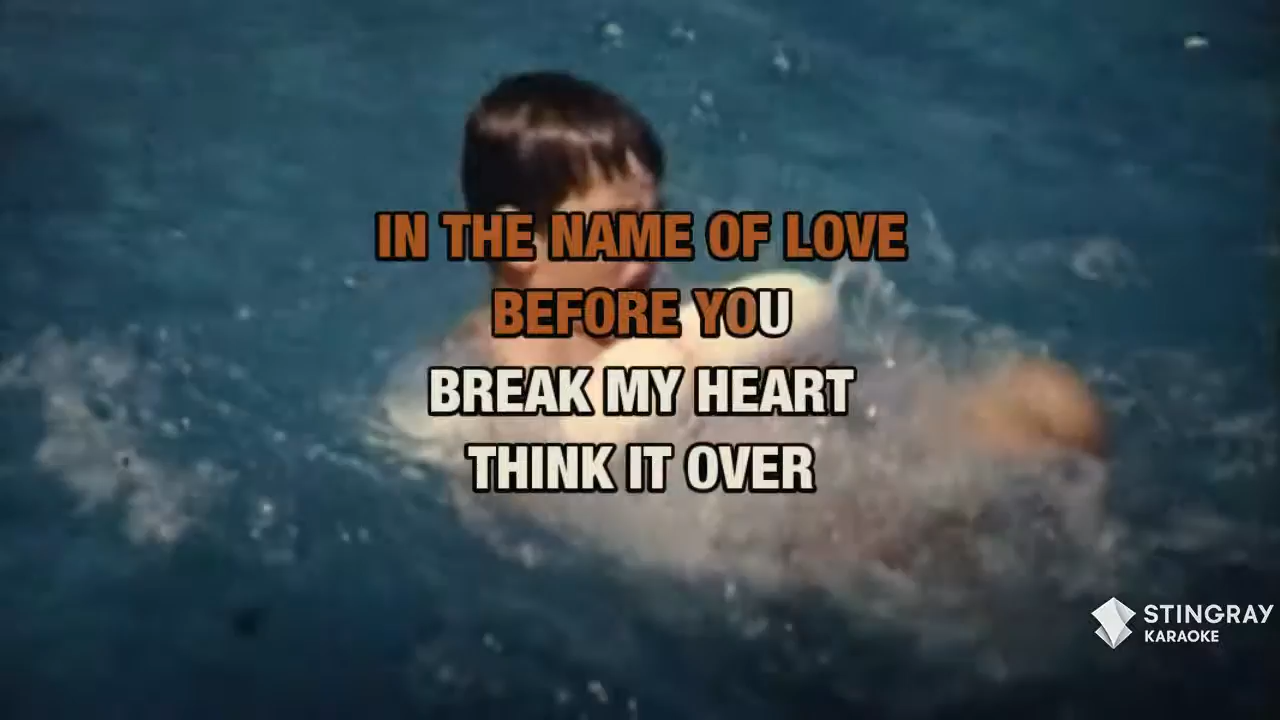 IN THE NAME OF LOVE
BEFORE YOU
BREAK MY HEART
THINK IT OVER
STINGRAY
KARAOKE